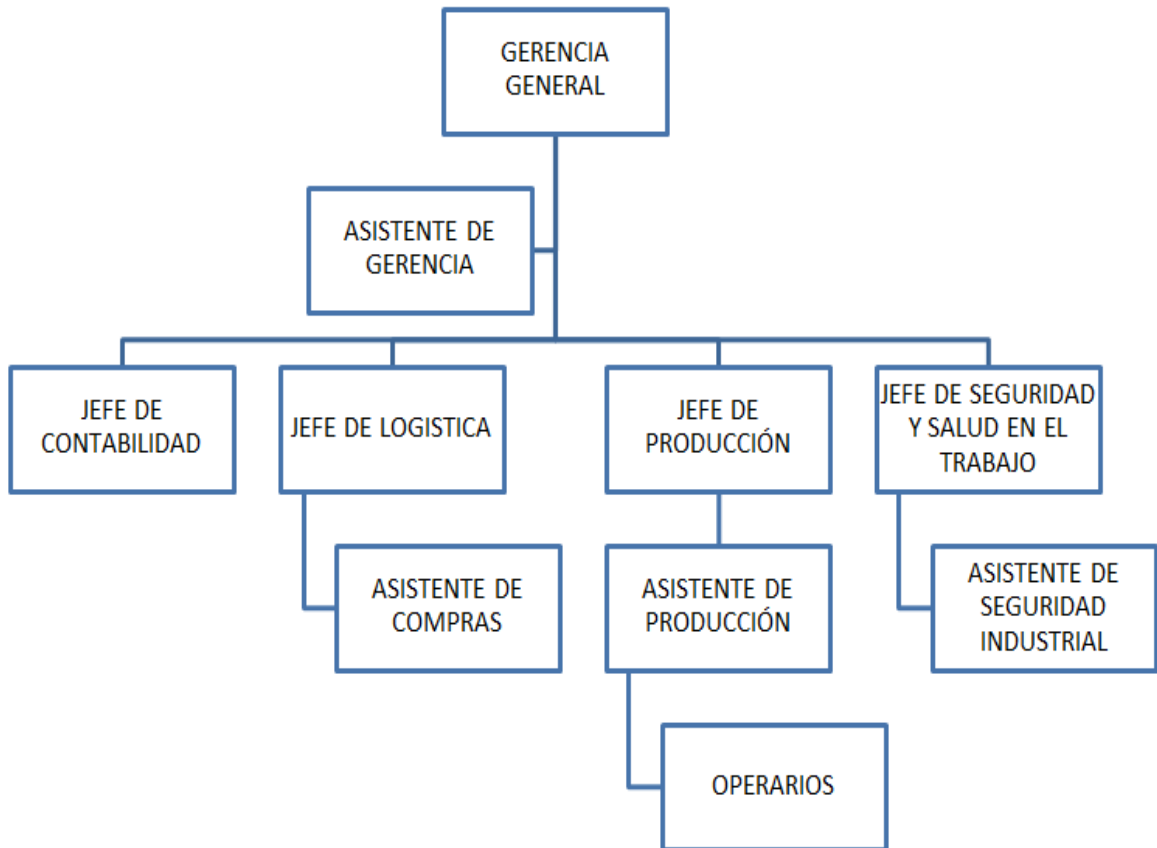 GERENCIA
GENERAL
ASISTENTE DE
GERENCIA
JEFE DE
CONTABILIDAD
JEFE DE LOGISTICA
JEFE DE
PRODUCCIÓN
JEFE DE SEGURIDAD
Y SALUD EN EL
TRABAJO
ASISTENTE DE
COMPRAS
ASISTENTE DE
PRODUCCIÓN
ASISTENTE DE
SEGURIDAD
INDUSTRIAL
OPERARIOS